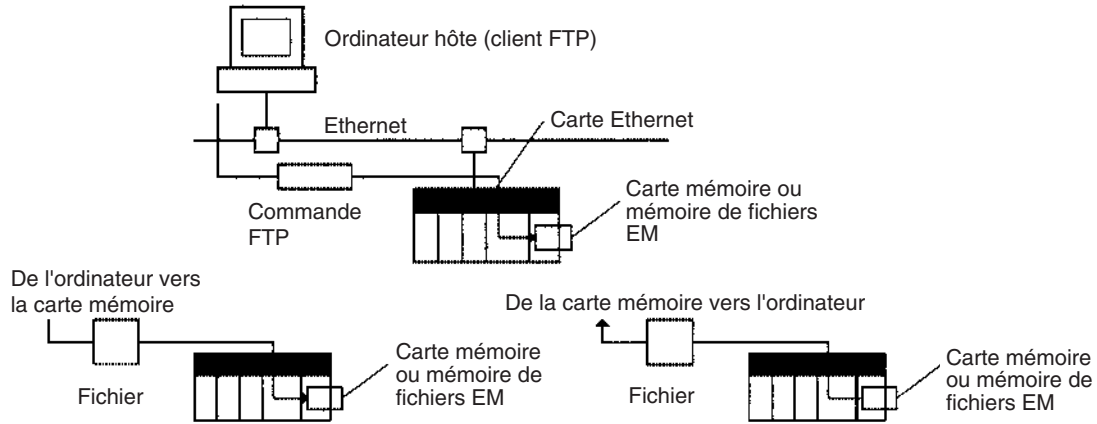 Ordinateur hôte (client FTP)
Ethernet
Carte Ethernet
Commande
FTP
Carte mémoire ou
mémoire de fichiers
EM
De l'ordinateur vers
la carte mémoire
Fichier
Carte mémoire
ou mémoire de
fichiers EM
De la carte mémoire vers l'ordinateur
Fichier
Carte mémoire
ou mémoire de
fichiers EM